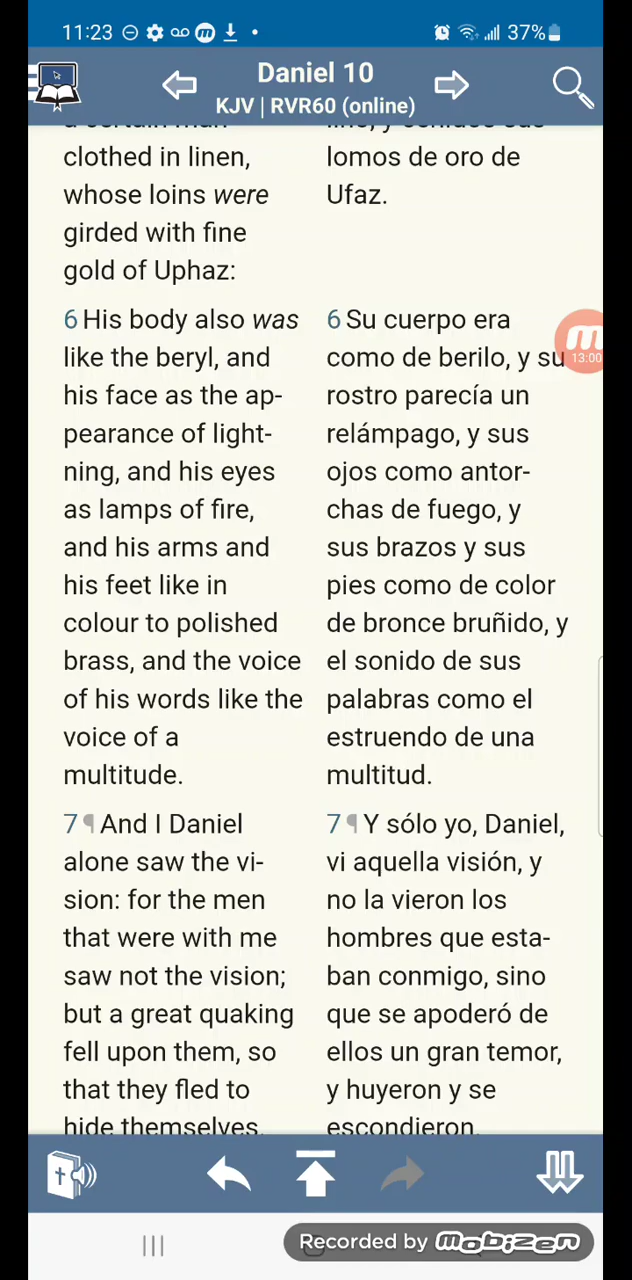 11:23 37%
Daniel 10
KJV | RVR60 (online)
a certain man
clothed in linen,
whose loins were
girded with fine
gold of Uphaz:
6 His body also was
like the beryl, and
his face as the ap-
pearance of light-
ning, and his eyes
as lamps of fire,
and his arms and
his feet like in
colour to polished
brass, and the voice
of his words like the
voice of a
multitude.
7 ¶ And I Daniel
alone saw the vi-
sion: for the men
that were with me
saw not the vision;
but a great quaking
fell upon them, so
that they fled to
hide themselves.
lino, y ceñidos sus
lomos de oro de
Ufaz.
6 Su cuerpo era
como de berilo, y su
rostro parecía un
relámpago, y sus
ojos como antor-
chas de fuego, y
sus brazos y sus
pies como de color
de bronce bruñido, y
el sonido de sus
palabras como el
estruendo de una
multitud.
7 ¶ Y sólo yo, Daniel,
vi aquella visión, y
no la vieron los
hombres que esta-
ban conmigo, sino
que se apoderó de
ellos un gran temor,
y huyeron y se
escondieron.
m
13:00
Recorded by mobizen